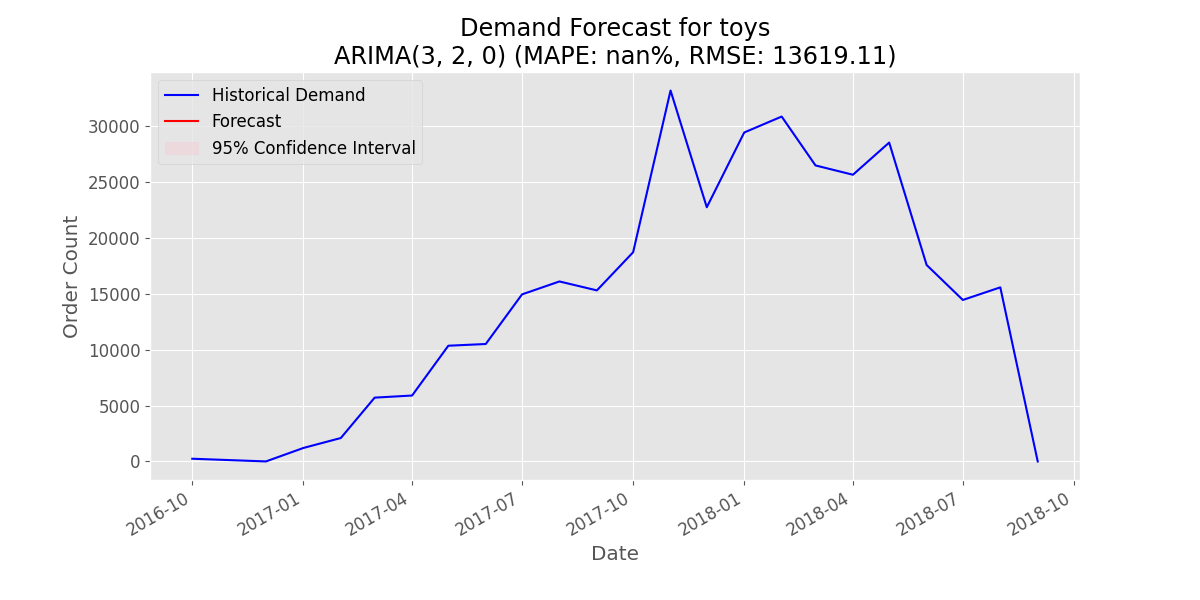 Demand Forecast for toys
ARIMA(3, 2, 0) (MAPE: nan%, RMSE: 13619.11)
Historical Demand
Forecast
95% Confidence Interval
30000
25000
20000
15000
10000
5000
0
Order Count
2016-10
2017-01
2017-04
2017-07
2017-10
2018-01
2018-04
2018-07
2018-10
Date